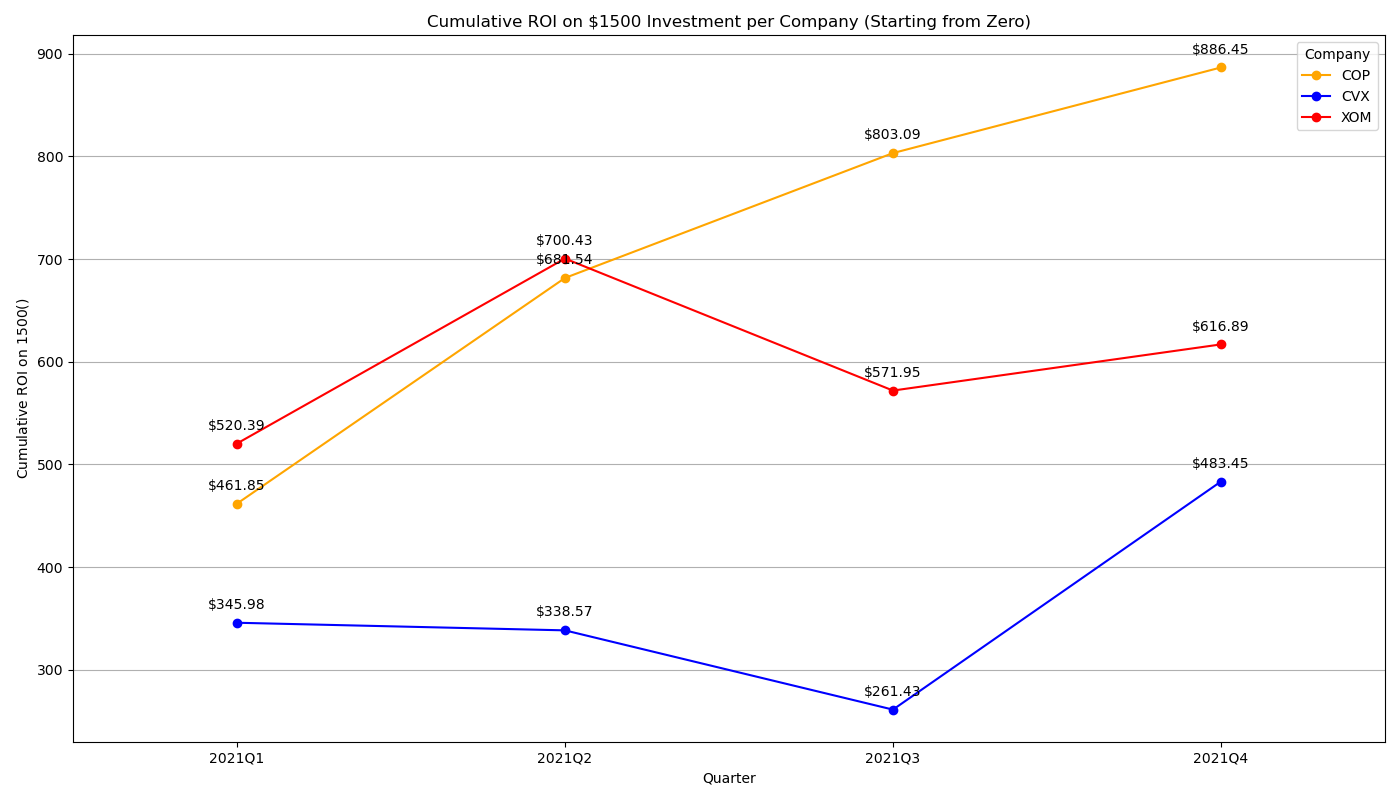 Cumulative ROI on $1500 Investment per Company (Starting from Zero)
Company
COP
CVX
XOM
Cumulative ROI on 1500()
900
800
700
600
500
400
300
$886.45
$803.09
$700.43
$681.54
$616.89
$571.95
$520.39
$461.85
$483.45
$345.98
$338.57
$261.43
2021Q1
2021Q2
2021Q3
2021Q4
Quarter